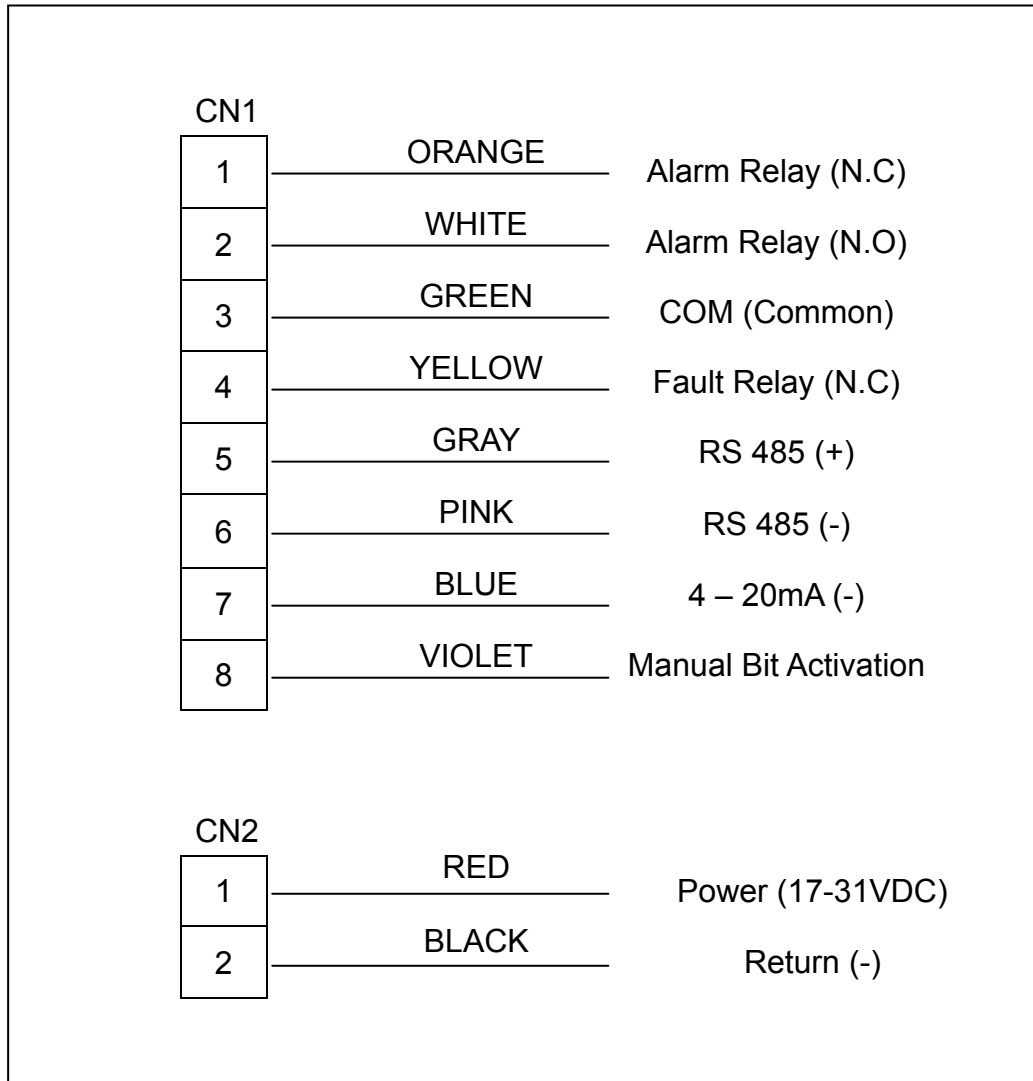 CN1
1 ORANGE Alarm Relay (N.C)
2 WHITE Alarm Relay (N.O)
3 GREEN COM (Common)
4 YELLOW Fault Relay (N.C)
5 GRAY RS 485 (+)
6 PINK RS 485 (-)
7 BLUE 4 – 20mA (-)
8 VIOLET Manual Bit Activation
CN2
1 RED Power (17-31VDC)
2 BLACK Return (-)